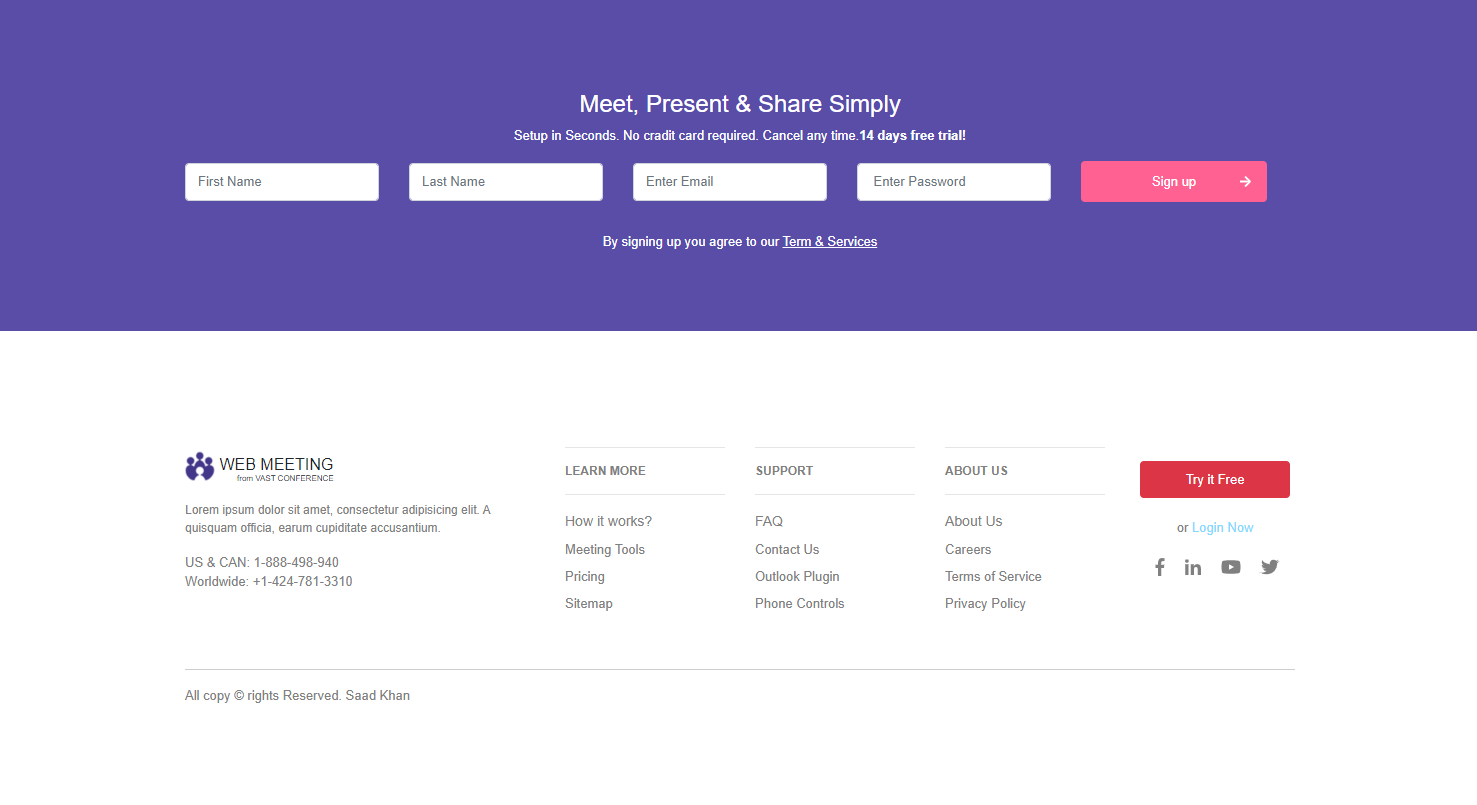 Meet, Present & Share Simply
Setup in Seconds. No cradit card required. Cancel any time.14 days free trial!
First Name
Last Name
Enter Email
Enter Password
Sign up
By signing up you agree to our Term & Services
WEB MEETING
from VAST CONFERENCE
Lorem ipsum dolor sit amet, consectetur adipisicing elit. A
quisquam officia, earum cupiditate accusantium.
US & CAN: 1-888-498-940
Worldwide: +1-424-781-3310
LEARN MORE
How it works?
Meeting Tools
Pricing
Sitemap
SUPPORT
FAQ
Contact Us
Outlook Plugin
Phone Controls
ABOUT US
About Us
Careers
Terms of Service
Privacy Policy
Try it Free
or Login Now
All copy © rights Reserved. Saad Khan